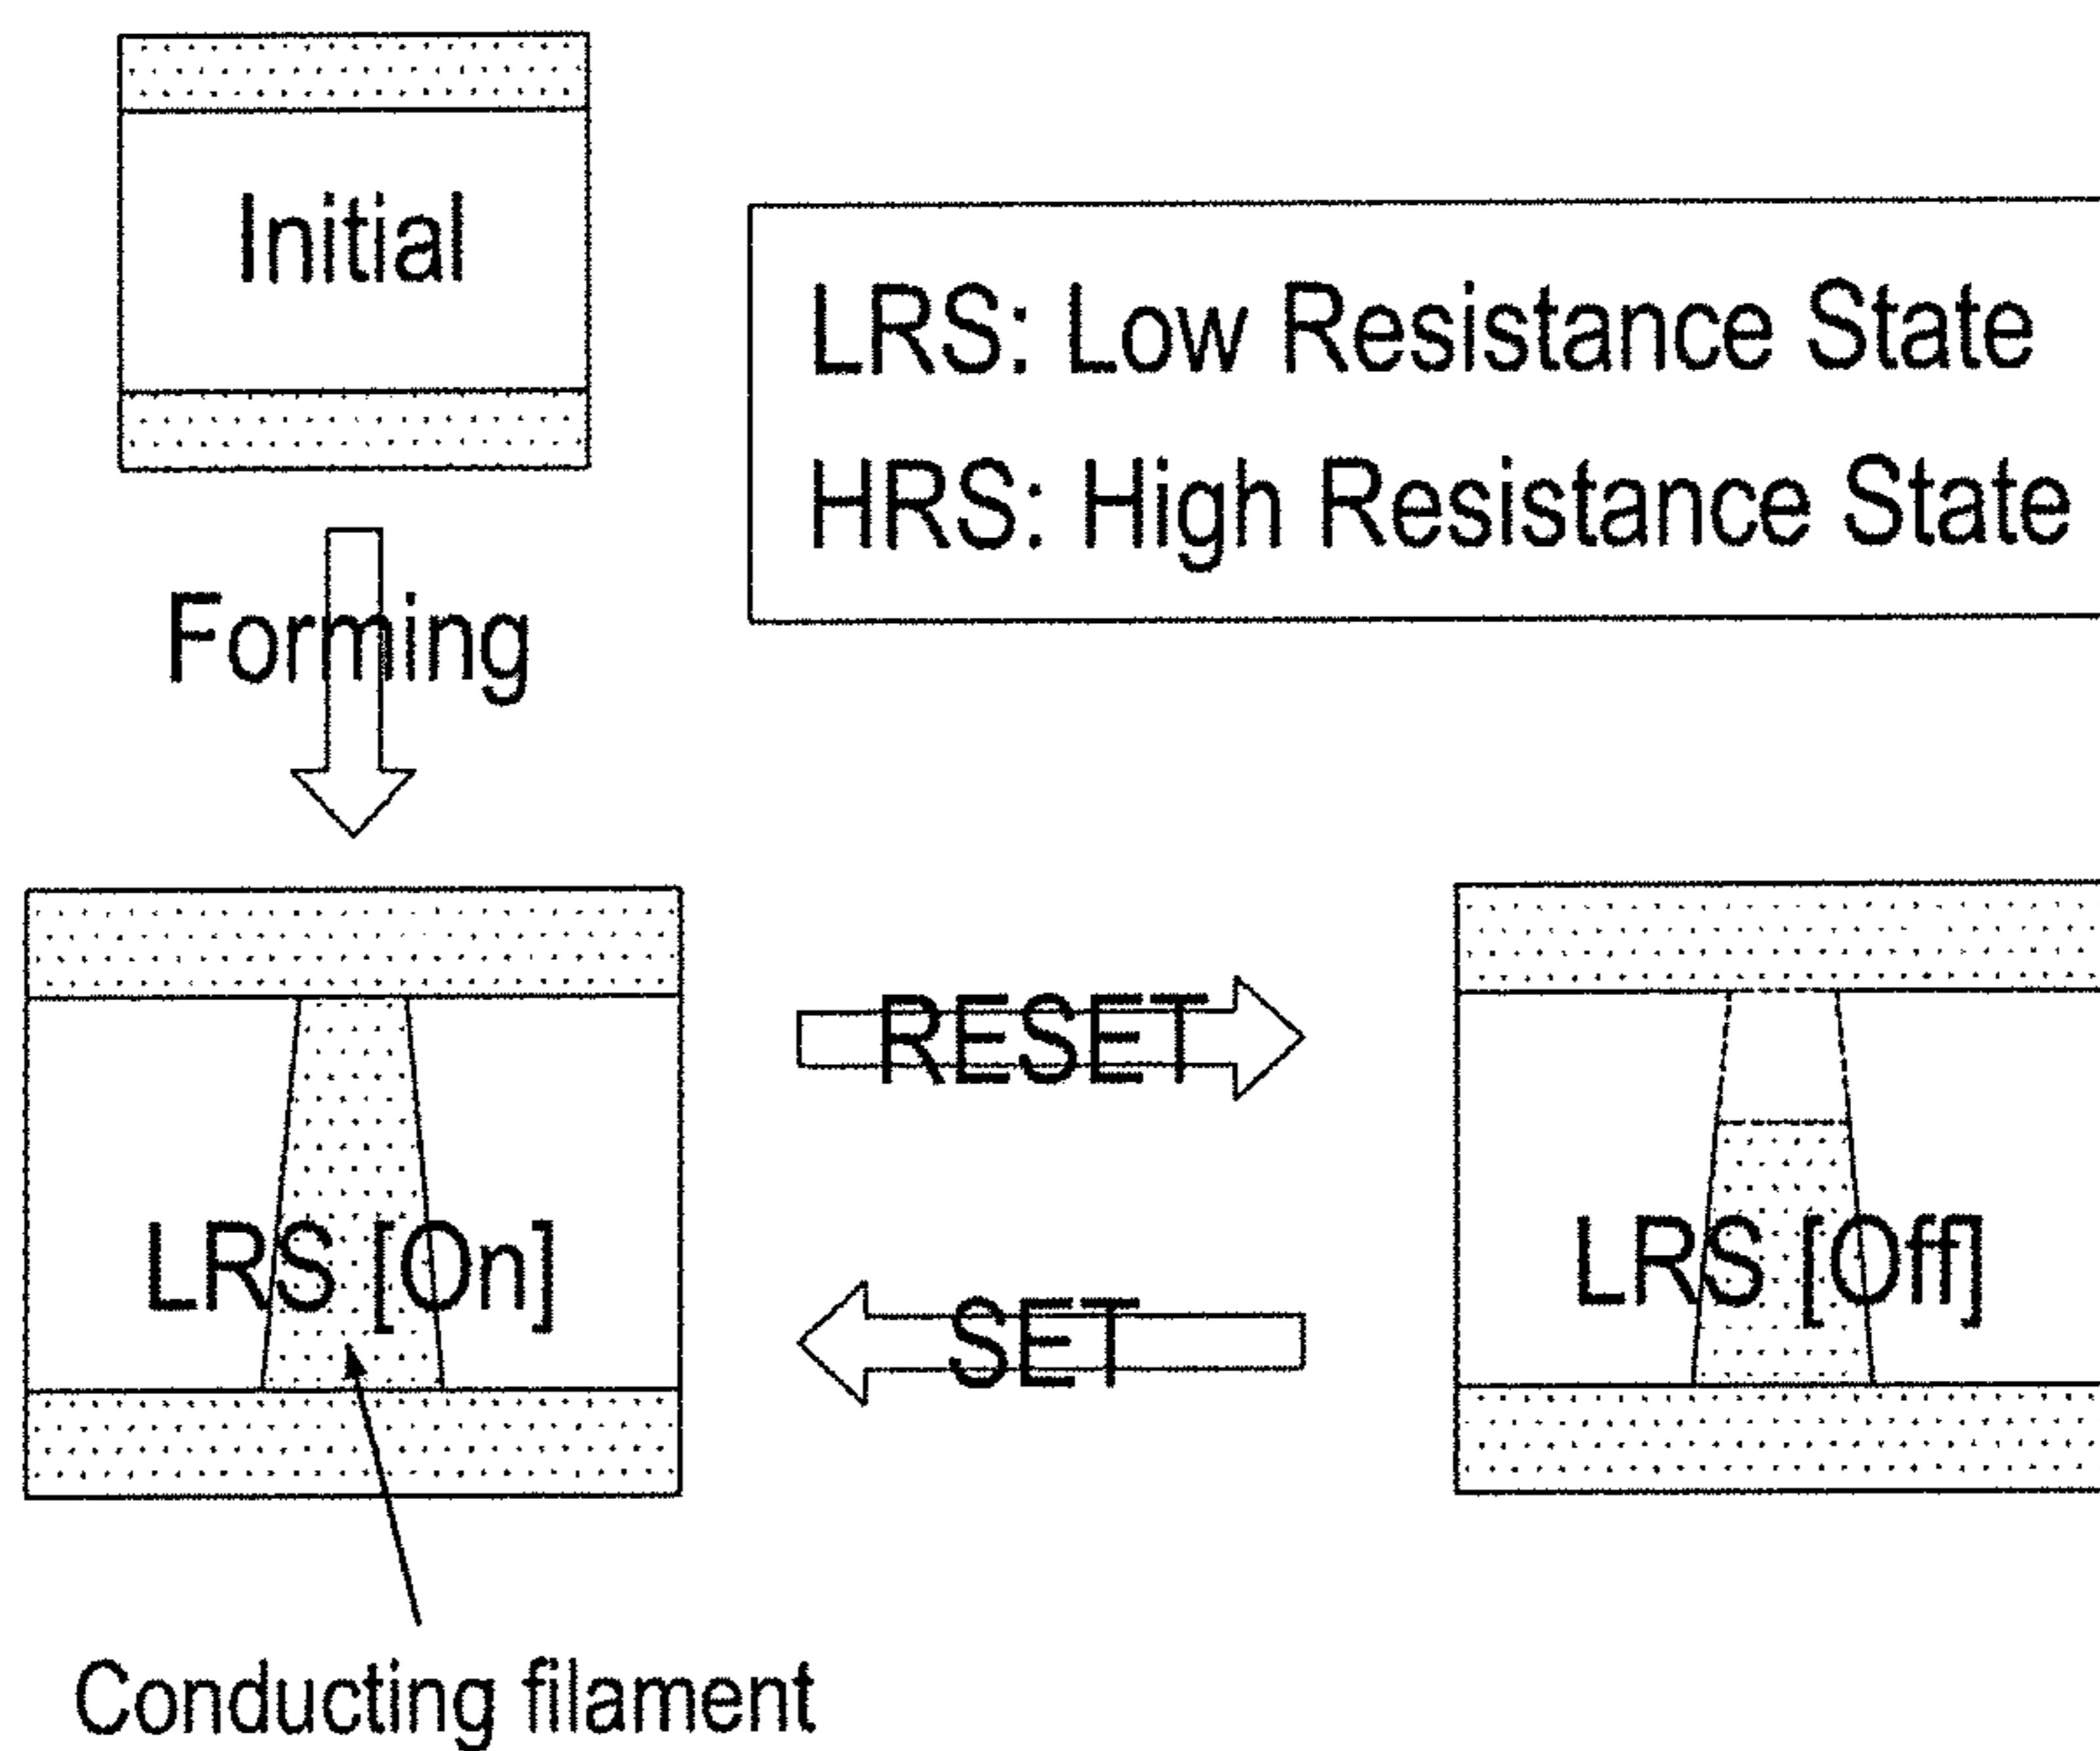 Initial
LRS: Low Resistance State
HRS: High Resistance State
Forming
RESET
LRS [On]
LRS [Off]
SET
Conducting filament